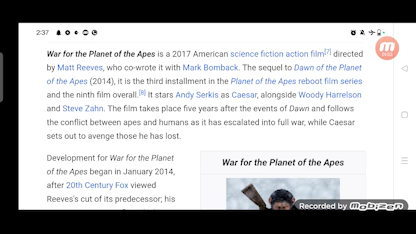 2:37
War for the Planet of the Apes is a 2017 American science fiction action film[7] directed
by Matt Reeves, who co-wrote it with Mark Bomback. The sequel to Dawn of the Planet
of the Apes (2014), it is the third installment in the Planet of the Apes reboot film series
and the ninth film overall.[8] It stars Andy Serkis as Caesar, alongside Woody Harrelson
and Steve Zahn. The film takes place five years after the events of Dawn and follows
the conflict between apes and humans as it has escalated into full war, while Caesar
sets out to avenge those he has lost.
Development for War for the Planet
of the Apes began in January 2014,
after 20th Century Fox viewed
Reeves's cut of its predecessor; his
War for the Planet of the Apes
Recorded by Mobizen